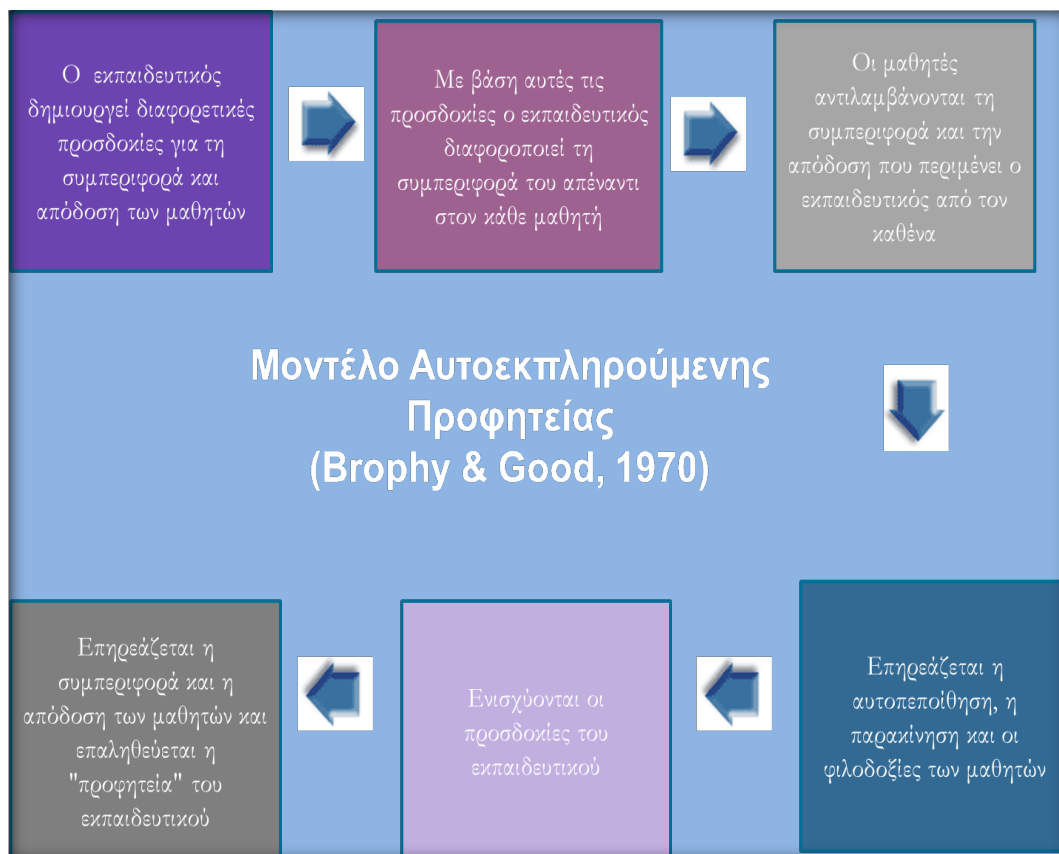 Ο εκπαιδευτικός
δημιουργεί διαφορετικές
προσδοκίες για τη
συμπεριφορά και
απόδοση των μαθητών
Με βάση αυτές τις
προσδοκίες ο εκπαιδευτικός
διαφοροποιεί τη
συμπεριφορά του απέναντι
στον κάθε μαθητή
Οι μαθητές
αντιλαμβάνονται τη
συμπεριφορά και την
απόδοση που περιμένει ο
εκπαιδευτικός από τον
καθένα
Μοντέλο Αυτοεκπληρούμενης
Προφητείας
(Brophy & Good, 1970)
Επηρεάζεται η
αυτοπεποίθηση, η
παρακίνηση και οι
φιλοδοξίες των μαθητών
Ενισχύονται οι
προσδοκίες του
εκπαιδευτικού
Επηρεάζεται η
συμπεριφορά και η
απόδοση των μαθητών και
επαληθεύεται η
"προφητεία" του
εκπαιδευτικού